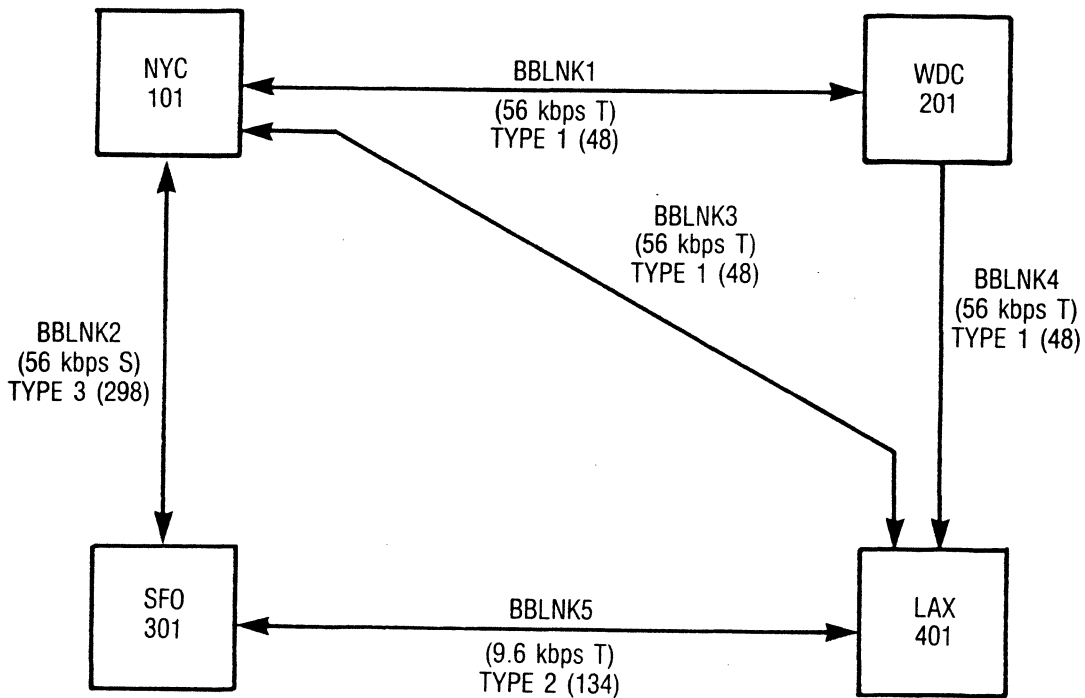 NYC
101
BBLNK1
(56 kbps T)
TYPE 1 (48)
WDC
201
BBLNK3
(56 kbps T)
TYPE 1 (48)
BBLNK4
(56 kbps T)
TYPE 1 (48)
BBLNK2
(56 kbps S)
TYPE 3 (298)
SFO
301
BBLNK5
(9.6 kbps T)
TYPE 2 (134)
LAX
401